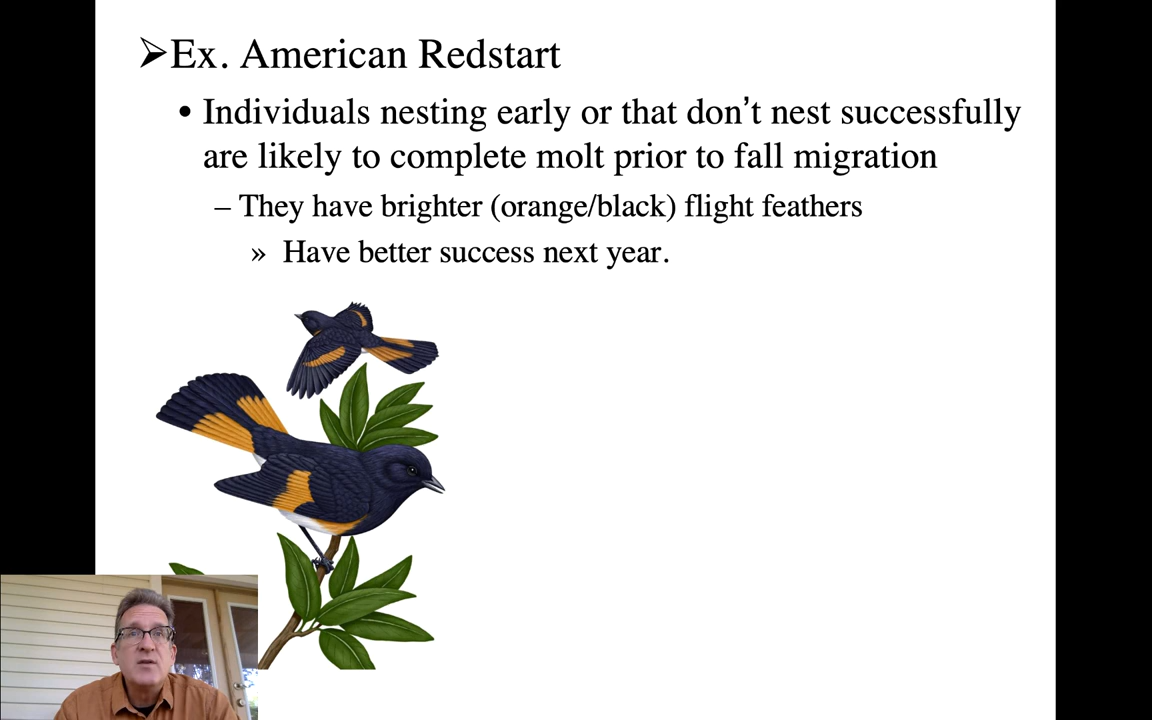 ➢Ex. American Redstart
• Individuals nesting early or that don’t nest successfully
are likely to complete molt prior to fall migration
– They have brighter (orange/black) flight feathers
» Have better success next year.